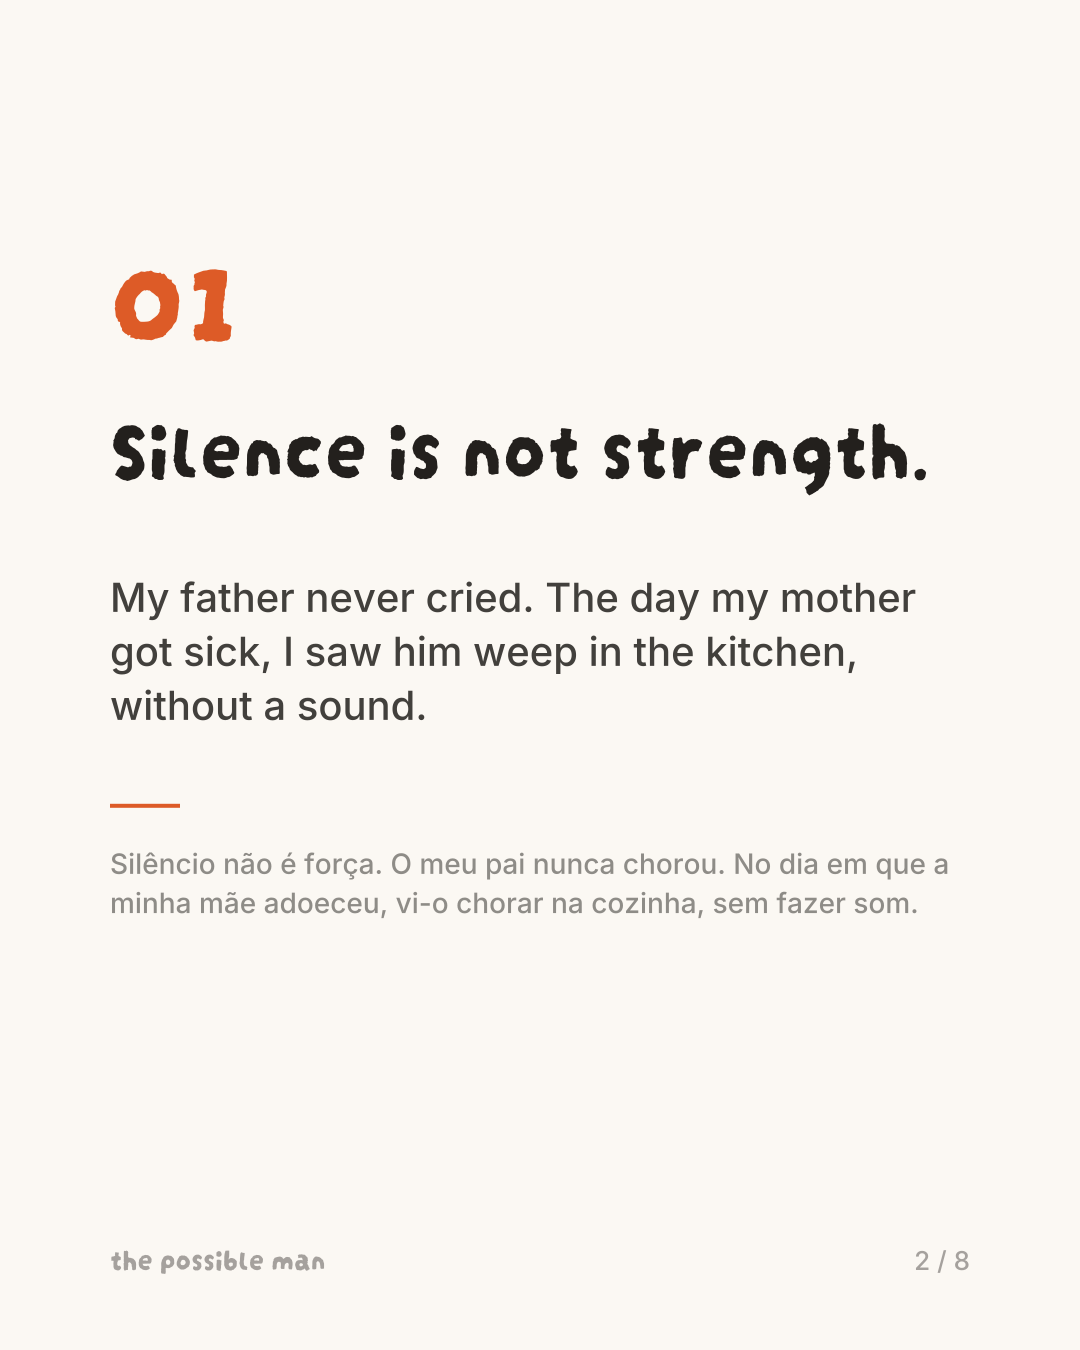 01
Silence is not strength.
My father never cried. The day my mother
got sick, I saw him weep in the kitchen,
without a sound.
Silêncio não é força. O meu pai nunca chorou. No dia em que a
minha mãe adoeceu, vi-o chorar na cozinha, sem fazer som.
the possible man
2 / 8